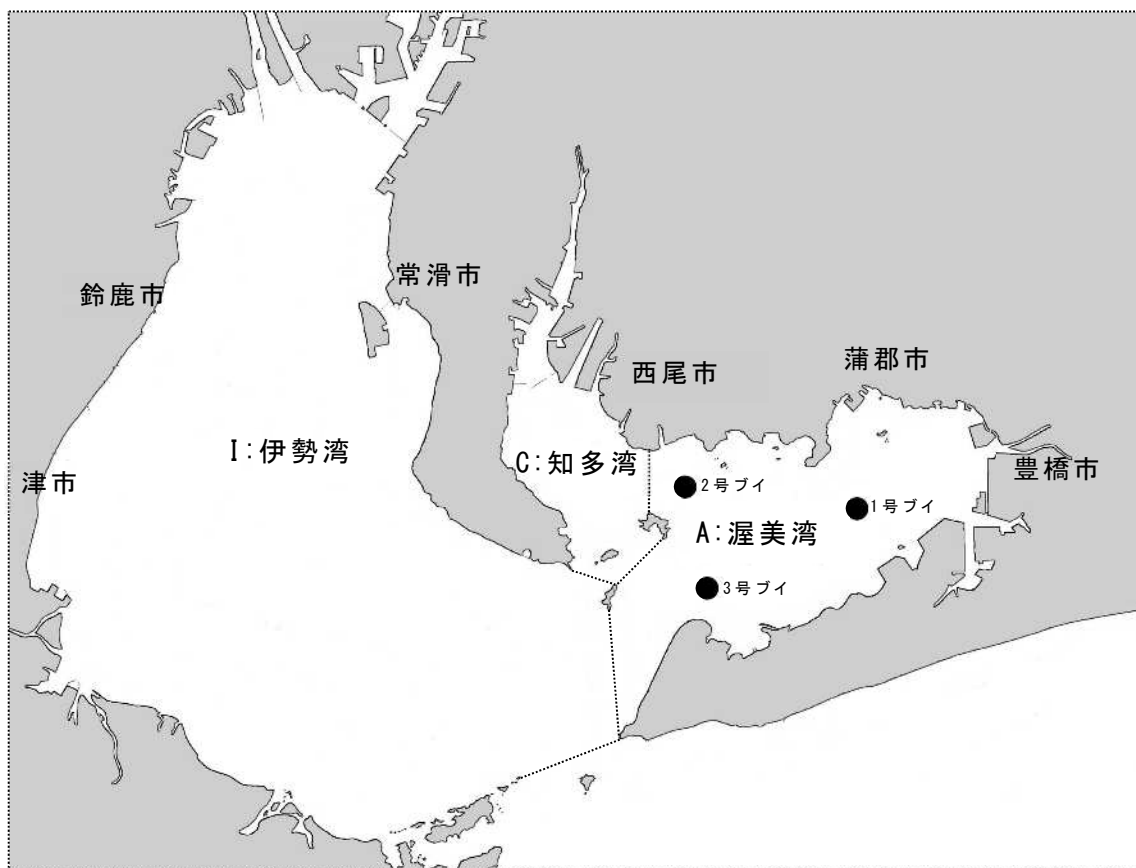 常滑市
鈴鹿市
蒲郡市
西尾市
I:伊勢湾
C:知多湾
豊橋市
津市
2号ブイ
1号ブイ
A:渥美湾
3号ブイ